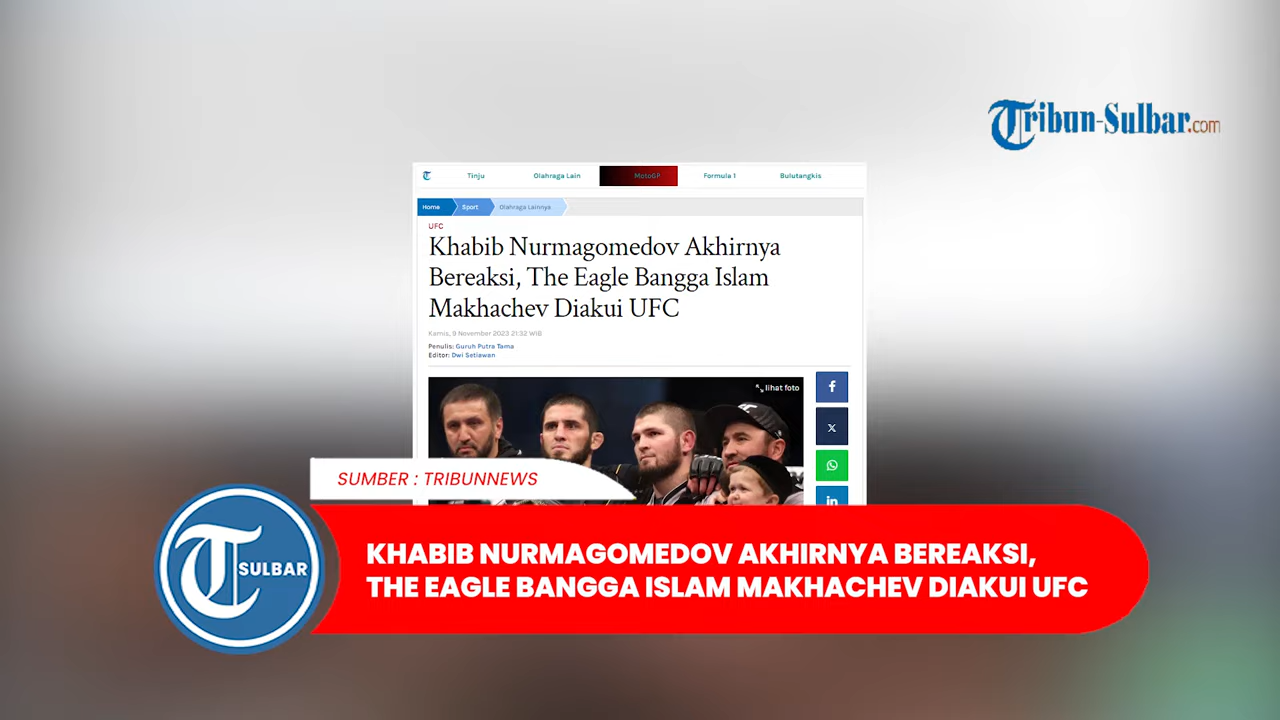 Tribun-Sulbar.com
Tinju Olahraga Lain MotoGP Formula 1 Bulutangkis
Home Sport Olahraga Lainnya
UFC
Khabib Nurmagomedov Akhirnya
Bereaksi, The Eagle Bangga Islam
Makhachev Diakui UFC
Kamis, 9 November 2023 21:32 WIB
Penulis: Guruh Putra Tama
Editor: Dwi Setiawan
lihat foto
SUMBER : TRIBUNNEWS
T SULBAR
KHABIB NURMAGOMEDOV AKHIRNYA BEREAKSI,
THE EAGLE BANGGA ISLAM MAKHACHEV DIAKUI UFC